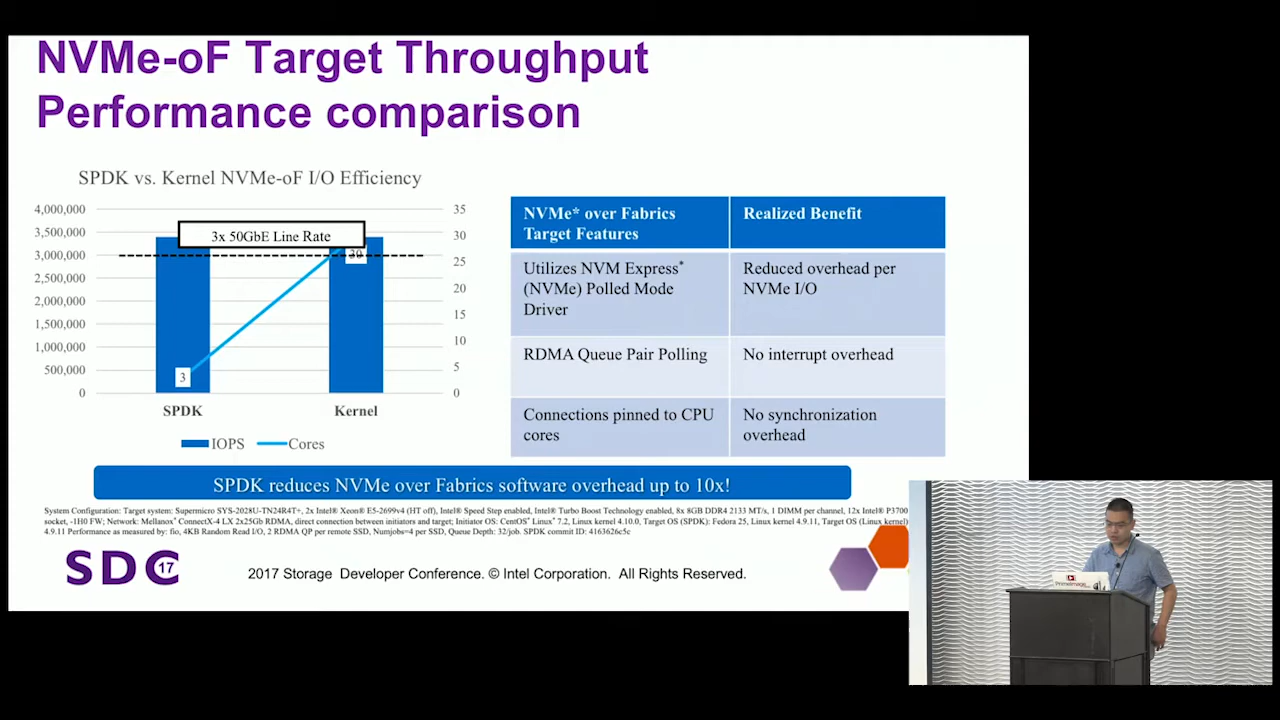 NVMe-oF Target Throughput
Performance comparison
SPDK vs. Kernel NVMe-oF I/O Efficiency
4,000,000
3,500,000
3,000,000
2,500,000
2,000,000
1,500,000
1,000,000
500,000
0
35
30
25
20
15
10
5
0
3x 50GbE Line Rate
30
3
SPDK
Kernel
IOPS
Cores
NVMe* over Fabrics
Target Features
Realized Benefit
Utilizes NVM Express*
(NVMe) Polled Mode
Driver
Reduced overhead per
NVMe I/O
RDMA Queue Pair Polling
No interrupt overhead
Connections pinned to CPU
cores
No synchronization
overhead
SPDK reduces NVMe over Fabrics software overhead up to 10x!
System Configuration: Target system: Supermicro SYS-2028U-TN24R4T+, 2x Intel® Xeon® E5-2699v4 (HT off), Intel® Speed Step enabled, Intel® Turbo Boost Technology enabled, 8x 8GB DDR4 2133 MT/s, 1 DIMM per channel, 12x Intel® P3700
socket, -1H0 FW; Network: Mellanox* ConnectX-4 LX 2x25Gb RDMA, direction connection between initiators and target; Initiator OS: CentOS* Linux* 7.2, Linux kernel 4.10.0, Target OS (SPDK): Fedora 25, Linux kernel 4.9.11, Target OS (Linux kernel)
4.9.11 Performance as measured by: fio, 4KB Random Read I/O, 2 RDMA QP per remote SSD, Numjobs=4 per SSD, Queue Depth: 32/job. SPDK commit ID: 4163626c5c
SDC 17
2017 Storage Developer Conference. © Intel Corporation. All Rights Reserved.
PrimeImage